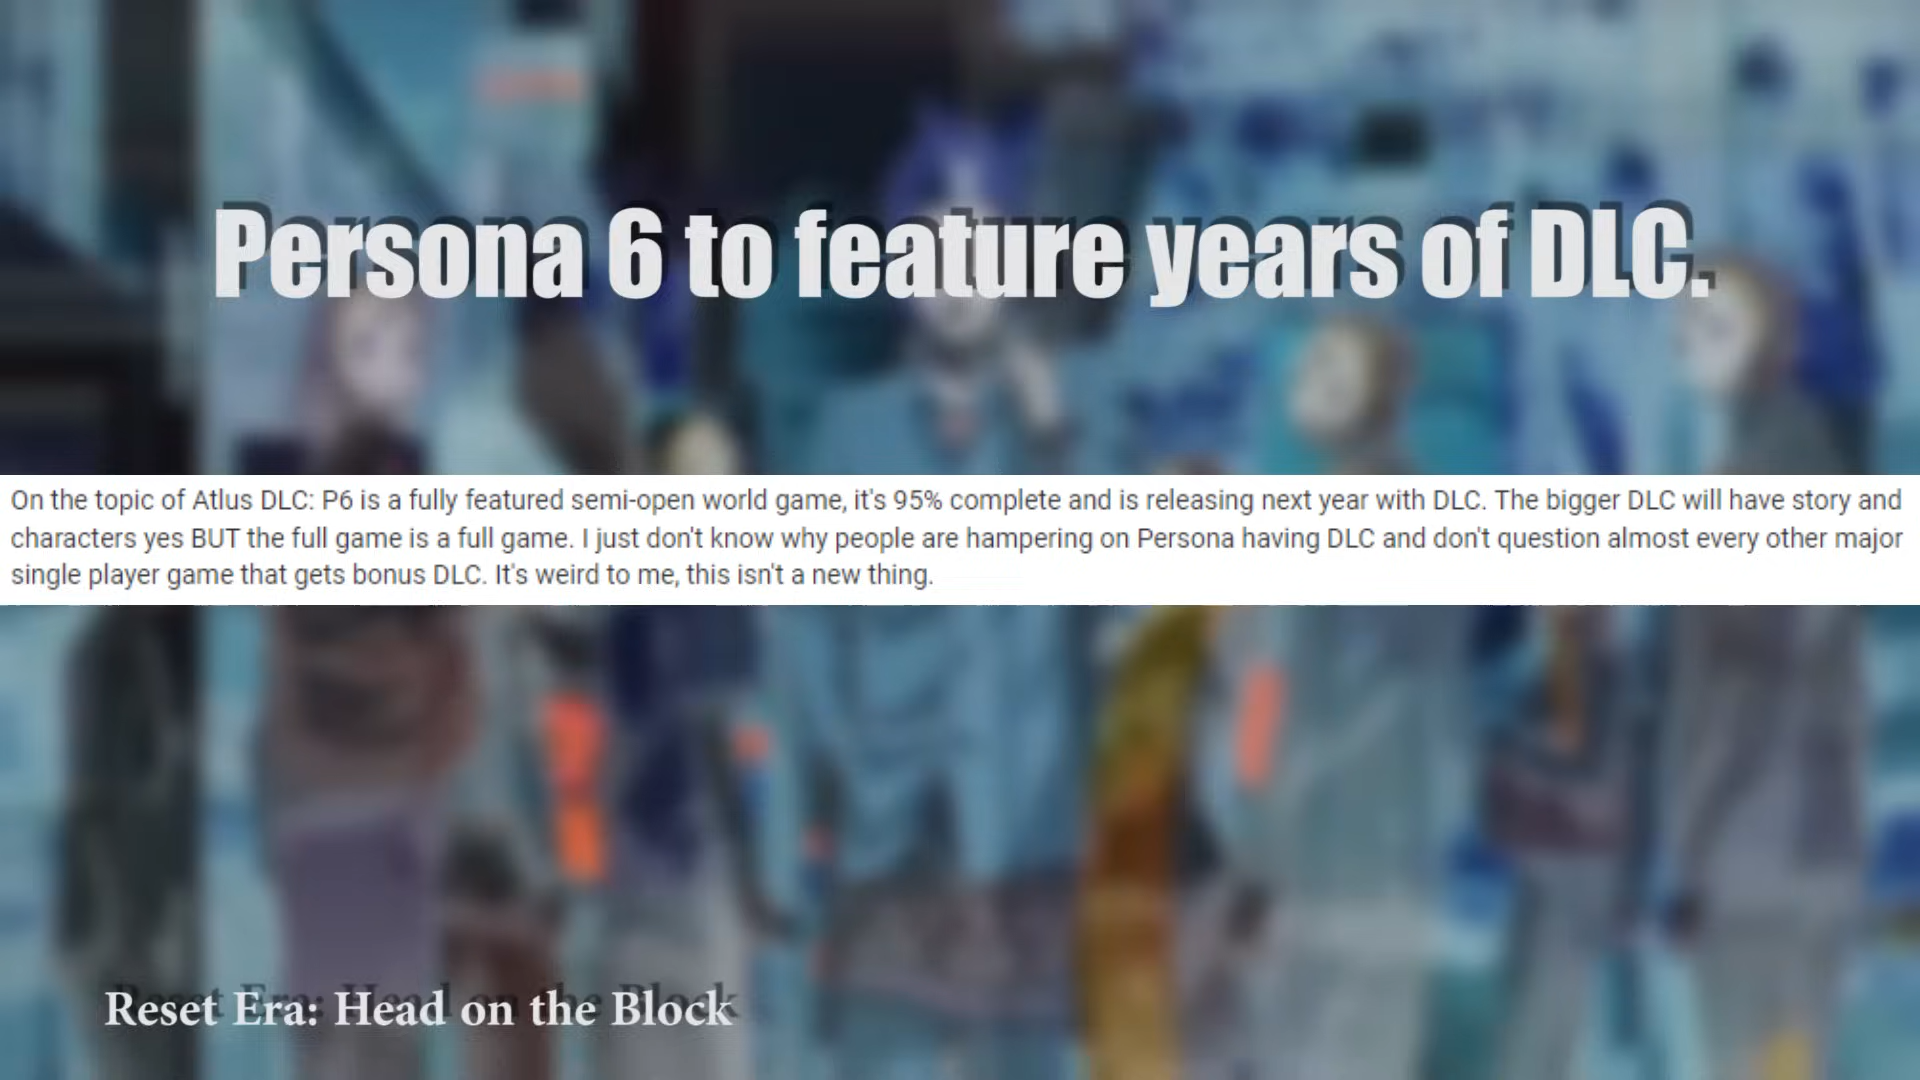 Persona 6 to feature years of DLC.
On the topic of Atlus DLC: P6 is a fully featured semi-open world game, it's 95% complete and is releasing next year with DLC. The bigger DLC will have story and
characters yes BUT the full game is a full game. I just don't know why people are hampering on Persona having DLC and don't question almost every other major
single player game that gets bonus DLC. It's weird to me, this isn't a new thing.
Reset Era: Head on the Block